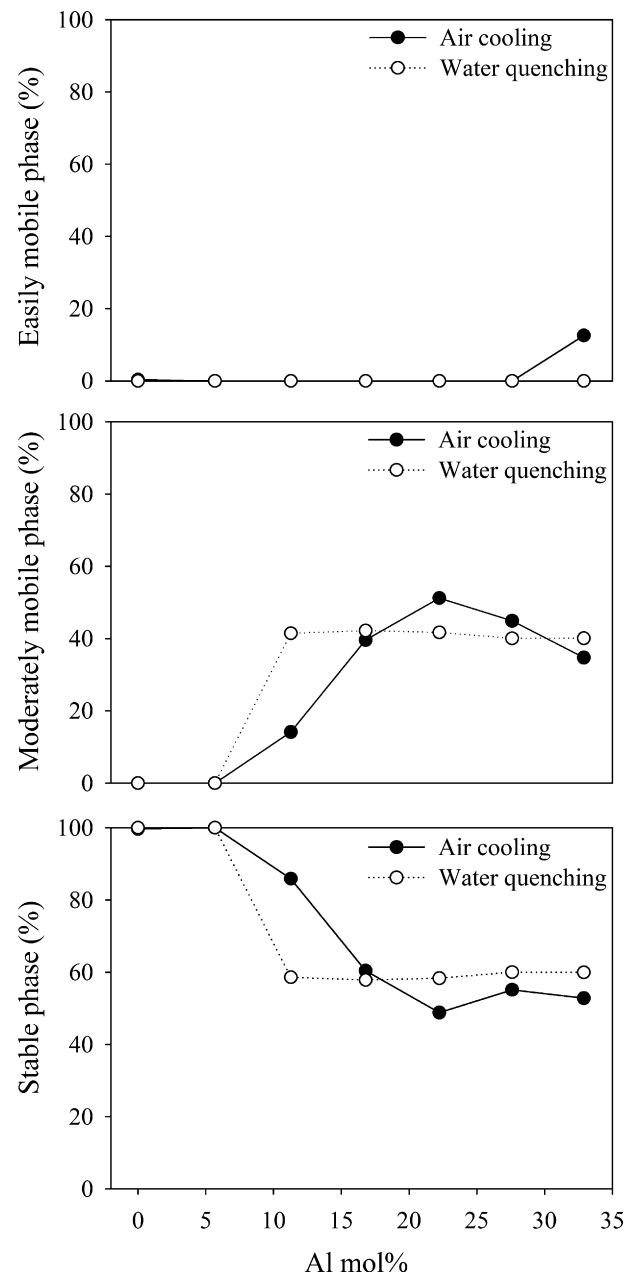 Easily mobile phase (%)
100
80
60
40
20
0
Air cooling
Water quenching
Moderately mobile phase (%)
100
80
60
40
20
0
Air cooling
Water quenching
Stable phase (%)
100
80
60
40
20
0
Air cooling
Water quenching
0 5 10 15 20 25 30 35
Al mol%